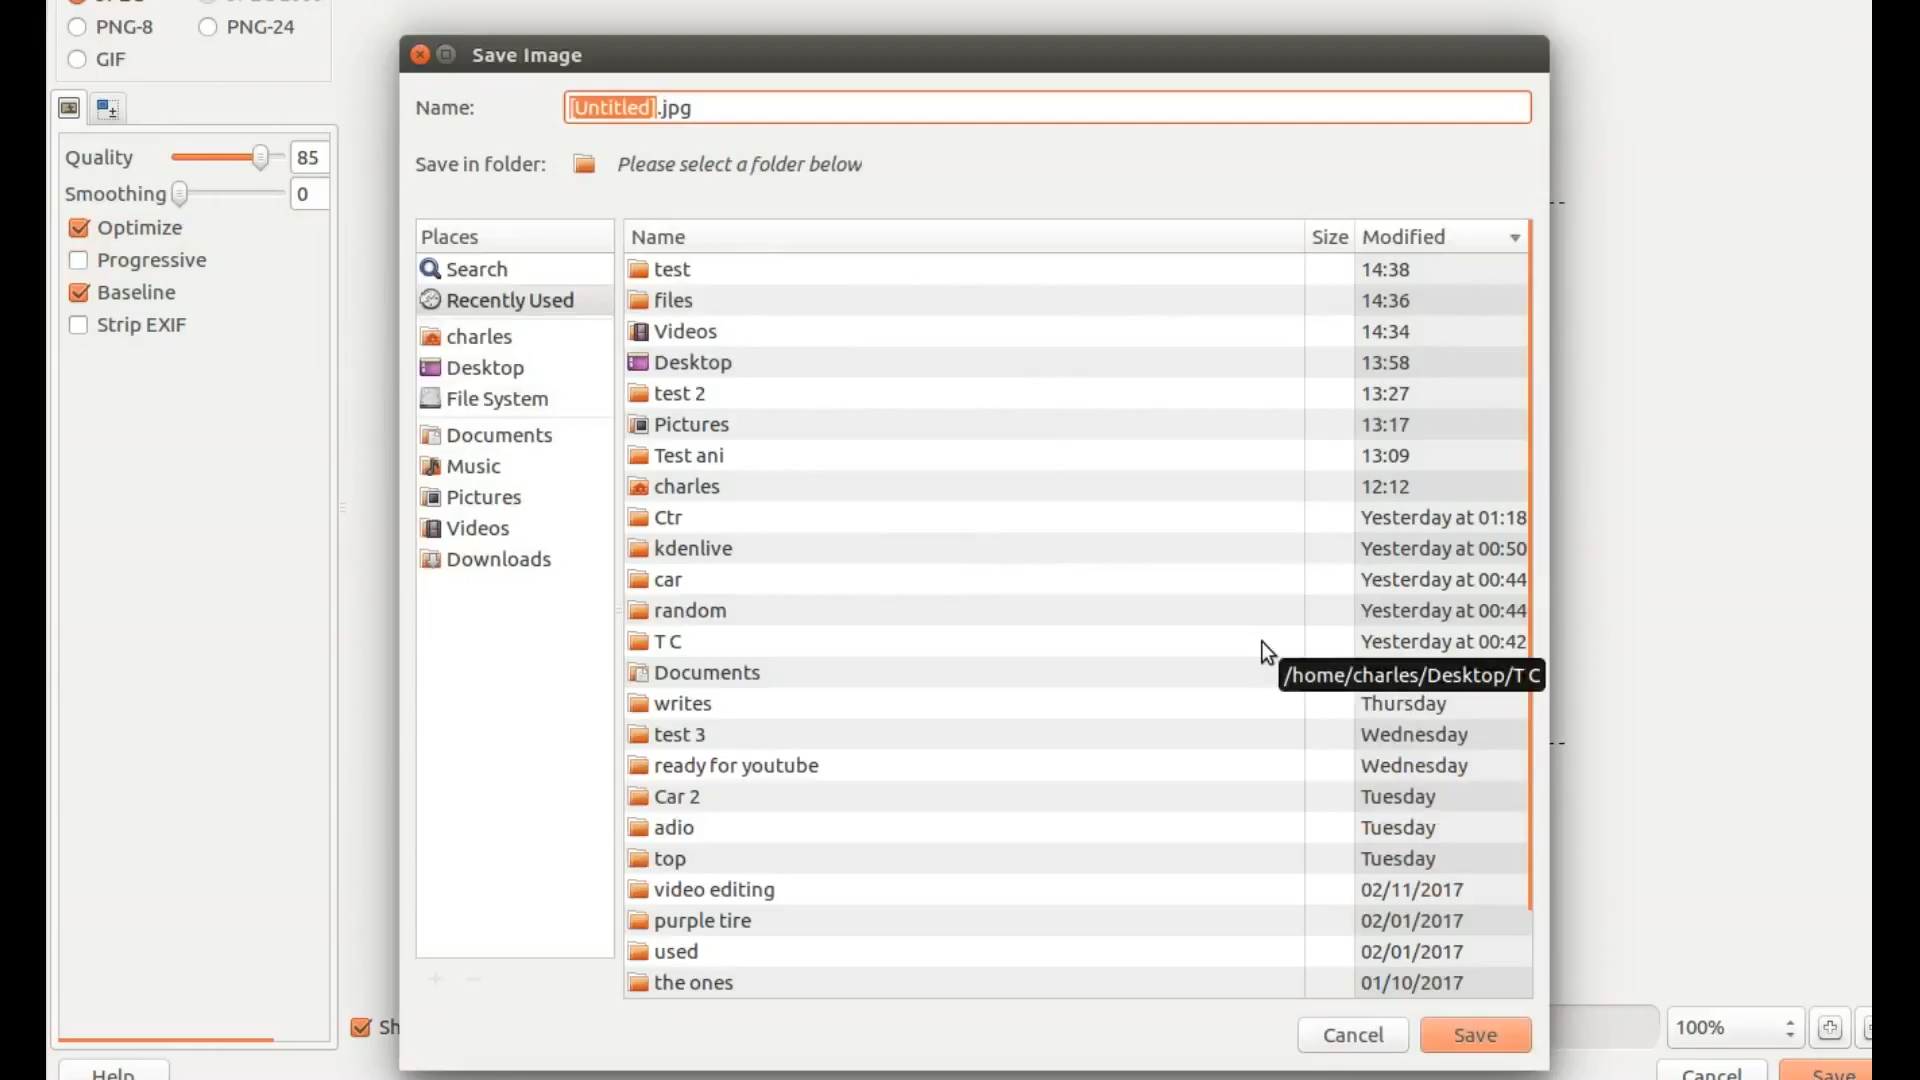 PNG-8 PNG-24
GIF
Quality 85
Smoothing 0
Optimize
Progressive
Baseline
Strip EXIF
Save Image
Name: [Untitled].jpg
Save in folder: Please select a folder below
Places
Search
Recently Used
charles
Desktop
File System
Documents
Music
Pictures
Videos
Downloads
Name Size Modified
test 14:38
files 14:36
Videos 14:34
Desktop 13:58
test 2 13:27
Pictures 13:17
Test ani 13:09
charles 12:12
Ctr Yesterday at 01:18
kdenlive Yesterday at 00:50
car Yesterday at 00:44
random Yesterday at 00:44
T C Yesterday at 00:42
Documents
/home/charles/Desktop/T C
writes Thursday
test 3 Wednesday
ready for youtube Wednesday
Car 2 Tuesday
adio Tuesday
top Tuesday
video editing 02/11/2017
purple tire 02/01/2017
used 02/01/2017
the ones 01/10/2017
Cancel Save
Sh
100%
Help
Cancel Save